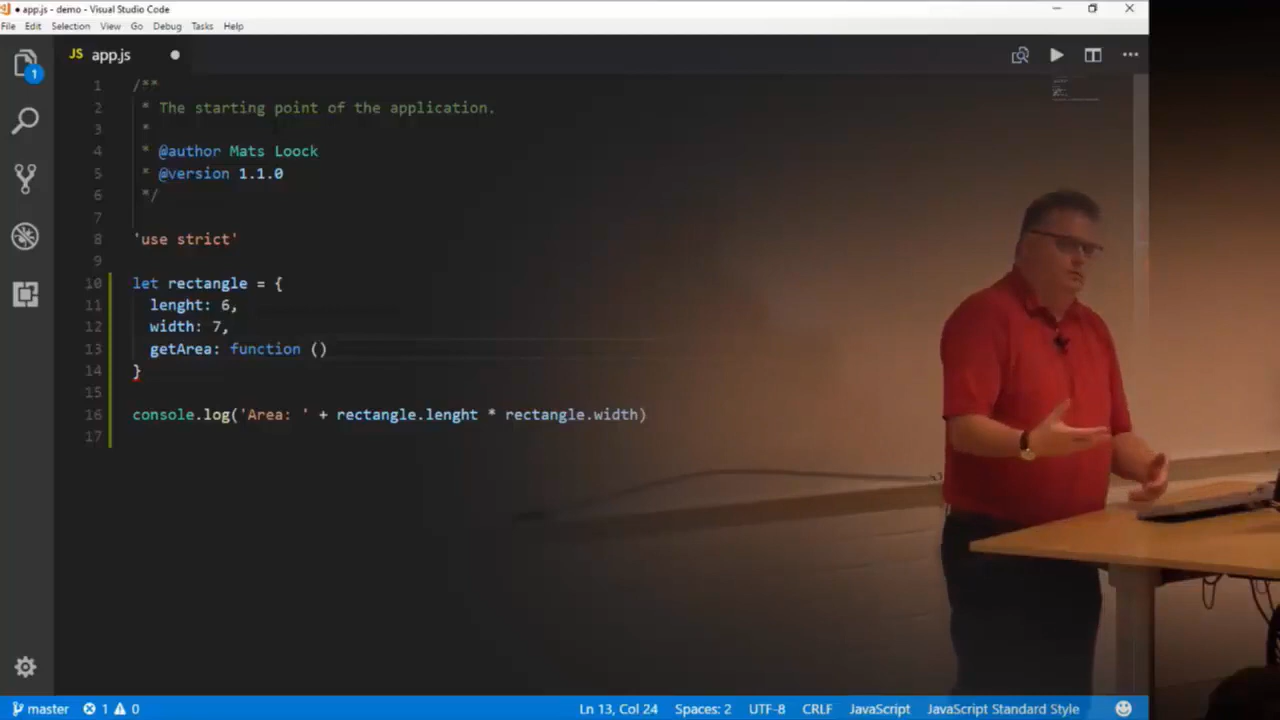 app.js - demo - Visual Studio Code
File Edit Selection View Go Debug Tasks Help
1
JS app.js
1 /**
2 * The starting point of the application.
3 *
4 * @author Mats Loock
5 * @version 1.1.0
6 */
7
8 'use strict'
9
10 let rectangle = {
11 lenght: 6,
12 width: 7,
13 getArea: function ()
14 }
15
16 console.log('Area: ' + rectangle.lenght * rectangle.width)
17
master 1 0 Ln 13, Col 24 Spaces: 2 UTF-8 CRLF JavaScript JavaScript Standard Style